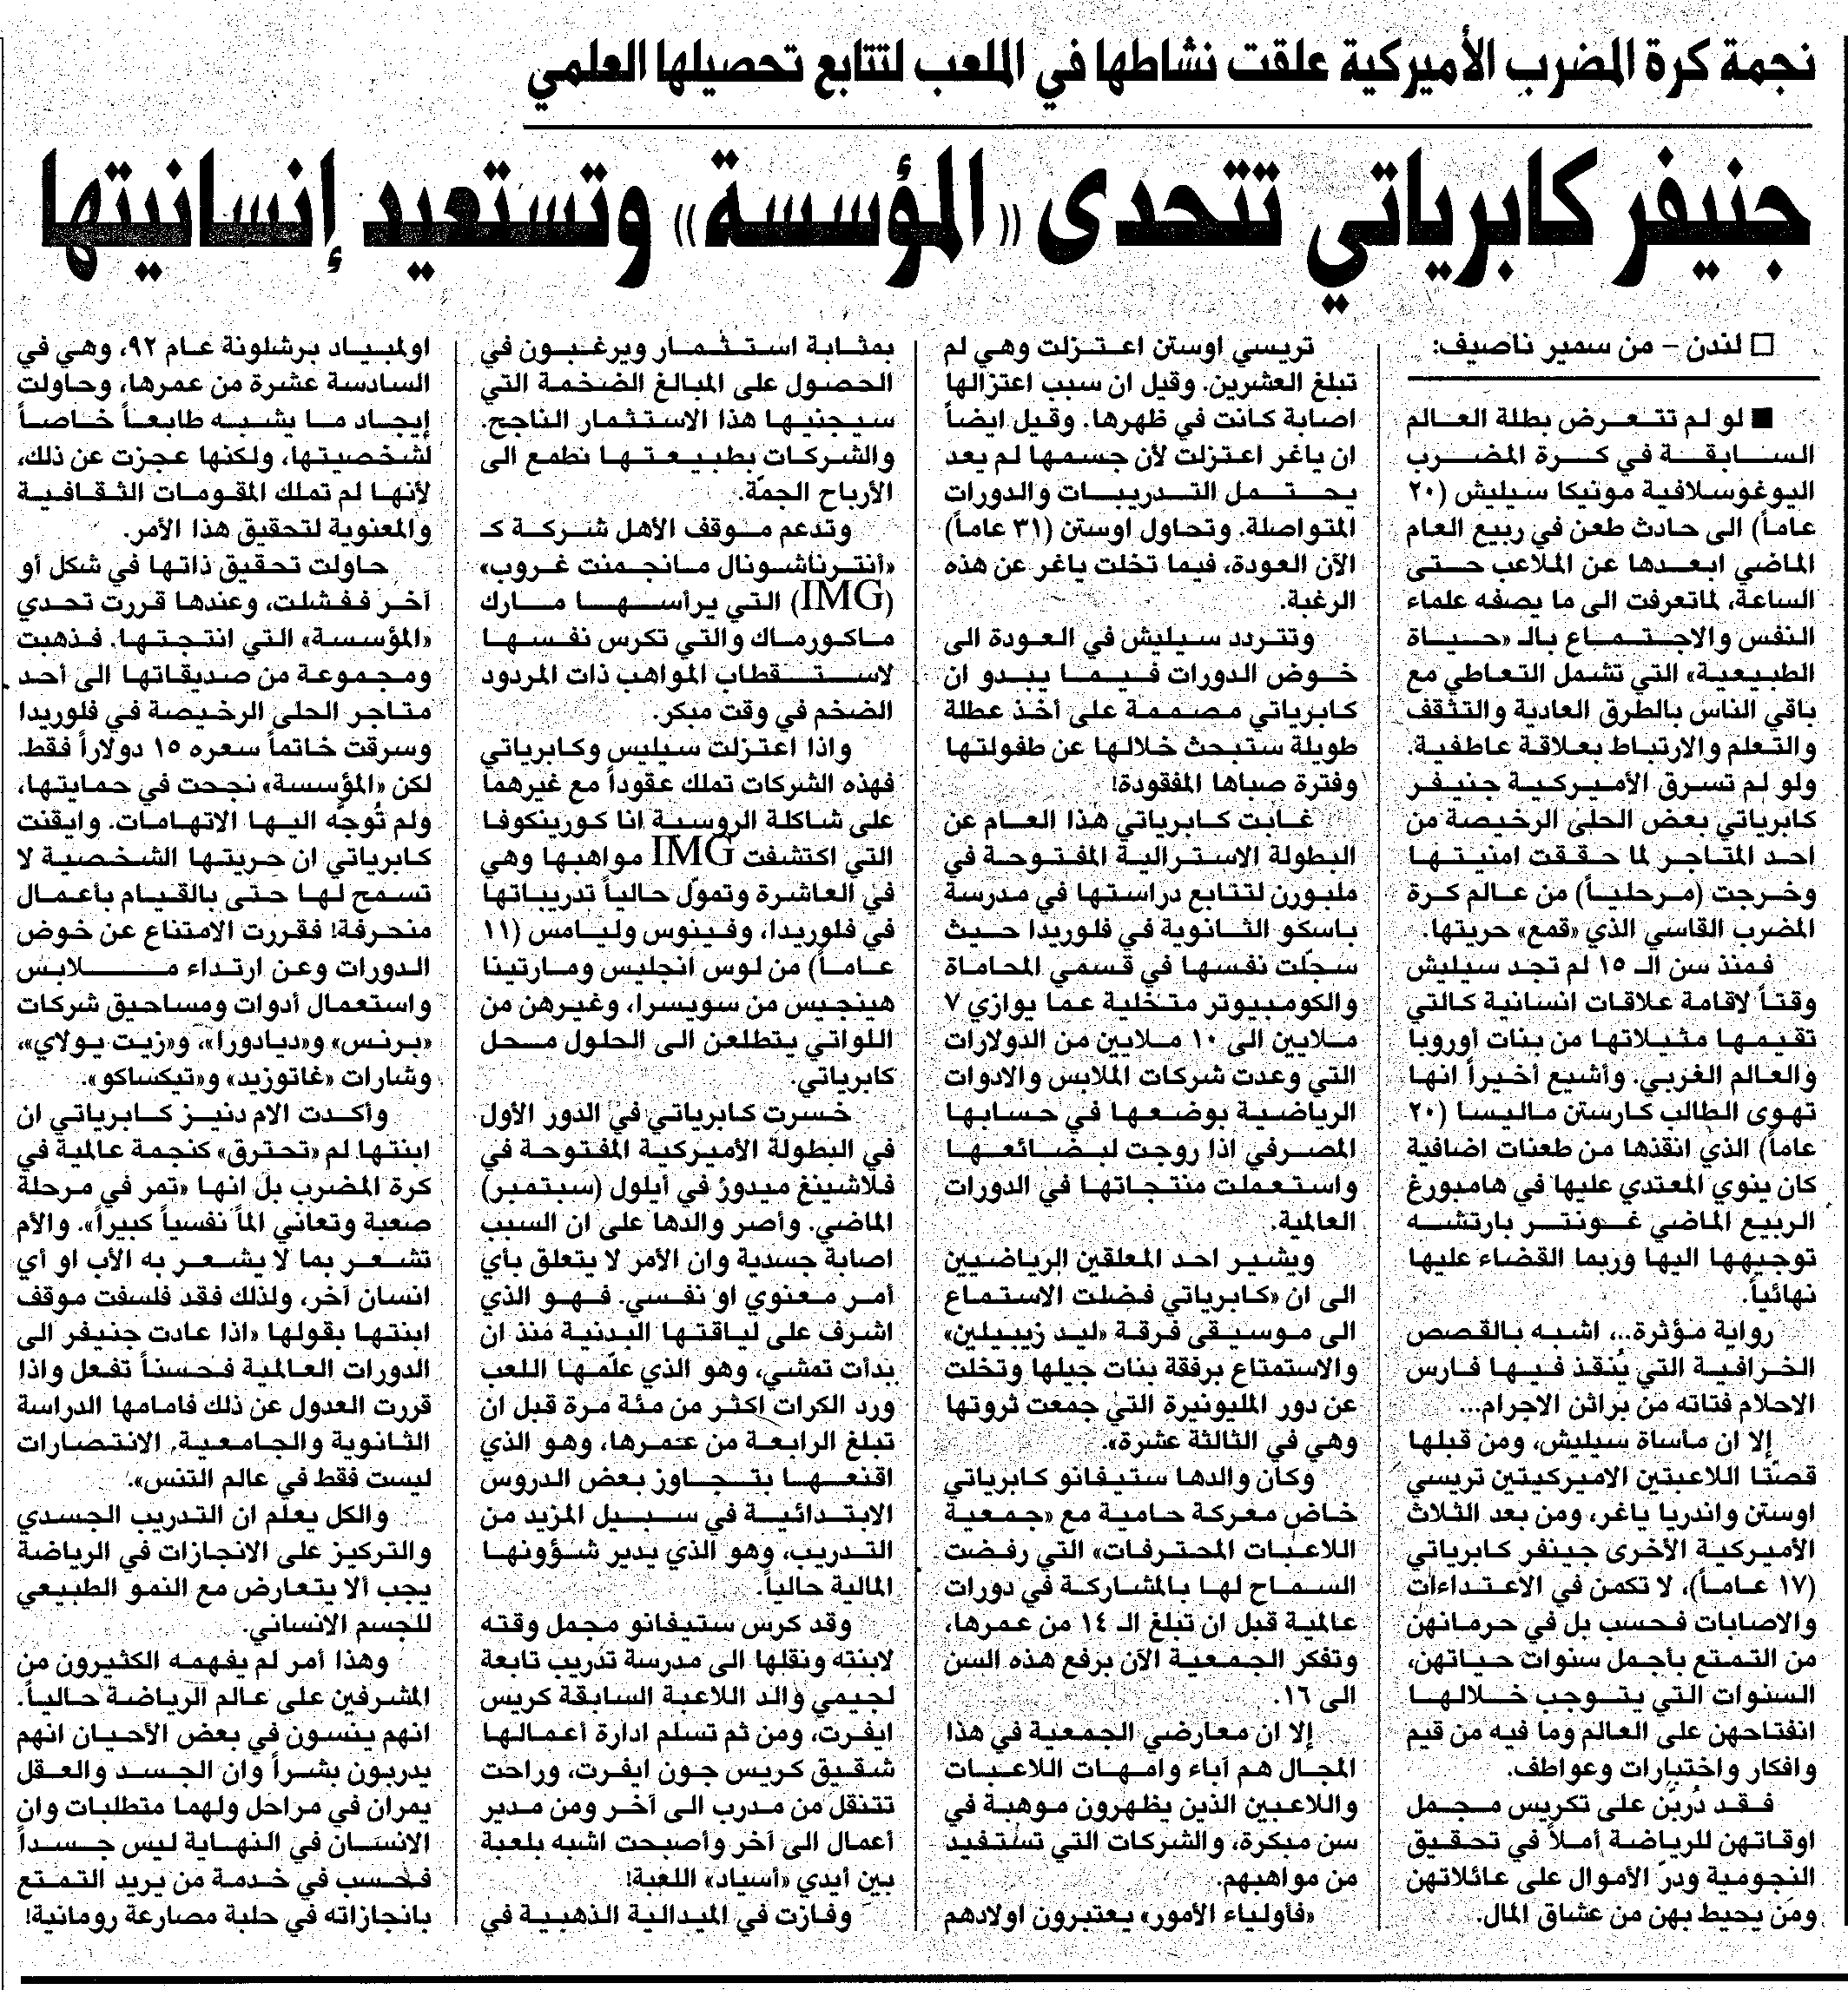 نجمة كرة المضرب الأميركية علقت نشاطها في الملعب لتتابع تحصيلها العلمي
جنيفر كابرياتي تتحدى «المؤسسة» وتستعيد إنسانيتها
□ لندن – من سمير ناصيف:
■ لو لم تتعرض بطلة العالم
السابقة في كرة المضرب
اليوغوسلافية مونيكا سيليش (٢٠
عاماً) الى حادث طعن في ربيع العام
الماضي ابعدها عن الملاعب حتى
الساعة، لماتعرفت الى ما يصفه علماء
النفس والاجتماع بالـ «حياة
الطبيعية» التي تشمل التعاطي مع
باقي الناس بالطرق العادية والتثقف
والتعلم والارتباط بعلاقة عاطفية.
ولو لم تسرق الأميركية جنيفر
كابرياتي بعض الحلى الرخيصة من
احد المتاجر لما حققت امنيتها
وخرجت (مرحلياً) من عالم كرة
المضرب القاسي الذي «قمع» حريتها.
فمنذ سن الـ ١٥ لم تجد سيليش
وقتاً لاقامة علاقات انسانية كالتي
تقيمها مثيلاتها من بنات أوروبا
والعالم الغربي. وأشيع أخيراً انها
تهوى الطالب كارستن ماليسا (٢٠
عاماً) الذي انقذها من طعنات اضافية
كان ينوي المعتدي عليها في هامبورغ
الربيع الماضي غونتر بارتشه
توجيهها اليها وربما القضاء عليها
نهائياً.
رواية مؤثرة... اشبه بالقصص
الخرافية التي يُنقذ فيها فارس
الاحلام فتاته من براثن الاجرام...
إلا ان مأساة سيليش، ومن قبلها
قصتا اللاعبتين الاميركيتين تريسي
اوستن واندريا ياغر، ومن بعد الثلاث
الأميركية الأخرى جينفر كابرياتي
(١٧ عاماً)، لا تكمن في الاعتداءات
والاصابات فحسب بل في حرمانهن
من التمتع بأجمل سنوات حياتهن،
السنوات التي يتوجب خلالها
انفتاحهن على العالم وما فيه من قيم
وافكار واختبارات وعواطف.
فقد دُربّن على تكريس مجمل
اوقاتهن للرياضة أملاً في تحقيق
النجومية ودرّ الأموال على عائلاتهن
ومَن يحيط بهن من عشاق المال.
تريسي اوستن اعتزلت وهي لم
تبلغ العشرين. وقيل ان سبب اعتزالها
اصابة كانت في ظهرها. وقيل ايضاً
ان ياغر اعتزلت لأن جسمها لم يعد
يحتمل التدريبات والدورات
المتواصلة. وتحاول اوستن (٣١ عاماً)
الآن العودة، فيما تخلت ياغر عن هذه
الرغبة.
وتتردد سيليش في العودة الى
خوض الدورات فيما يبدو ان
كابرياتي مصممة على أخذ عطلة
طويلة ستبحث خلالها عن طفولتها
وفترة صباها المفقودة!
غابت كابرياتي هذا العام عن
البطولة الاسترالية المفتوحة في
ملبورن لتتابع دراستها في مدرسة
باسكو الثانوية في فلوريدا حيث
سجلت نفسها في قسمي المحاماة
والكومبيوتر متخلية عما يوازي ٧
ملايين الى ١٠ ملايين من الدولارات
التي وعدت شركات الملابس والادوات
الرياضية بوضعها في حسابها
المصرفي اذا روجت لبضائعها
واستعملت منتجاتها في الدورات
العالمية.
ويشير احد المعلقين الرياضيين
الى ان «كابرياتي فضلت الاستماع
الى موسيقى فرقة «ليد زيبيلين»
والاستمتاع برفقة بنات جيلها وتخلت
عن دور المليونيرة التي جمعت ثروتها
وهي في الثالثة عشرة».
وكان والدها ستيفانو كابرياتي
خاض معركة حامية مع «جمعية
اللاعبات المحترفات» التي رفضت
السماح لها بالمشاركة في دورات
عالمية قبل ان تبلغ الـ ١٤ من عمرها،
وتفكر الجمعية الآن برفع هذه السن
الى ١٦.
إلا ان معارضي الجمعية في هذا
المجال هم آباء وامهات اللاعبات
واللاعبين الذين يظهرون موهبة في
سن مبكرة، والشركات التي تستفيد
من مواهبهم.
«فأولياء الأمور» يعتبرون اولادهم
بمثابة استثمار ويرغبون في
الحصول على المبالغ الضخمة التي
سيجنيها هذا الاستثمار الناجح.
والشركات بطبيعتها تطمع الى
الأرباح الجمّة.
وتدعم موقف الأهل شركة كـ
«أنترناشونال مانجمنت غروب»
(IMG) التي يرأسها مارك
ماكورماك والتي تكرس نفسها
لاستقطاب المواهب ذات المردود
الضخم في وقت مبكر.
واذا اعتزلت سيليس وكابرياتي
فهذه الشركات تملك عقوداً مع غيرهما
على شاكلة الروسية انا كورينكوفا
التي اكتشفت IMG مواهبها وهي
في العاشرة وتموّل حالياً تدريباتها
في فلوريدا، وفينوس وليامس (١١
عاماً) من لوس انجليس ومارتينا
هينجيس من سويسرا، وغيرهن من
اللواتي يتطلعن الى الحلول محل
كابرياتي.
خسرت كابرياتي في الدور الأول
في البطولة الأميركية المفتوحة في
فلاشينغ ميدوز في أيلول (سبتمبر)
الماضي. وأصر والدها على ان السبب
اصابة جسدية وان الأمر لا يتعلق بأي
أمر معنوي او نفسي. فهو الذي
اشرف على لياقتها البدنية منذ ان
بدأت تمشي، وهو الذي علّمها اللعب
ورد الكرات اكثر من مئة مرة قبل ان
تبلغ الرابعة من عمرها، وهو الذي
اقنعها بتجاوز بعض الدروس
الابتدائية في سبيل المزيد من
التدريب، وهو الذي يدير شؤونها
المالية حالياً.
وقد كرس ستيفانو مجمل وقته
لابنته ونقلها الى مدرسة تدريب تابعة
لجيمي والد اللاعبة السابقة كريس
ايفرت، ومن ثم تسلم ادارة أعمالها
شقيق كريس جون ايفرت، وراحت
تتنقل من مدرب الى آخر ومن مدير
أعمال الى آخر وأصبحت اشبه بلعبة
بين أيدي «أسياد» اللعبة!
وفازت في الميدالية الذهبية في
اولمبياد برشلونة عام ٩٢، وهي في
السادسة عشرة من عمرها، وحاولت
إيجاد ما يشبه طابعاً خاصاً
لشخصيتها، ولكنها عجزت عن ذلك،
لأنها لم تملك المقومات الثقافية
والمعنوية لتحقيق هذا الأمر.
حاولت تحقيق ذاتها في شكل أو
آخر ففشلت، وعندها قررت تحدي
«المؤسسة» التي انتجتها. فذهبت
ومجموعة من صديقاتها الى أحد
متاجر الحلى الرخيصة في فلوريدا
وسرقت خاتماً سعره ١٥ دولاراً فقط.
لكن «المؤسسة» نجحت في حمايتها،
ولم تُوجه اليها الاتهامات. وايقنت
كابرياتي ان حريتها الشخصية لا
تسمح لها حتى بالقيام بأعمال
منحرفة! فقررت الامتناع عن خوض
الدورات وعن ارتداء ملابس
واستعمال أدوات ومساحيق شركات
«برنس» و«ديادورا»، و«زيت يولاي»،
وشارات «غاتوزيد» و«تيكساكو».
وأكدت الام دنيز كابرياتي ان
ابنتها لم «تحترق» كنجمة عالمية في
كرة المضرب بل انها «تمر في مرحلة
صعبة وتعاني الماً نفسياً كبيراً». والأم
تشعر بما لا يشعر به الأب او أي
انسان آخر، ولذلك فقد فلسفت موقف
ابنتها بقولها «اذا عادت جنيفر الى
الدورات العالمية فحسناً تفعل واذا
قررت العدول عن ذلك فامامها الدراسة
الثانوية والجامعية. الانتصارات
ليست فقط في عالم التنس».
والكل يعلم ان التدريب الجسدي
والتركيز على الانجازات في الرياضة
يجب ألا يتعارض مع النمو الطبيعي
للجسم الانساني.
وهذا أمر لم يفهمه الكثيرون من
المشرفين على عالم الرياضة حالياً.
انهم ينسون في بعض الأحيان انهم
يدربون بشراً وان الجسد والعقل
يمران في مراحل ولهما متطلبات وان
الانسان في النهاية ليس جسداً
فحسب في خدمة من يريد التمتع
بانجازاته في حلبة مصارعة رومانية!